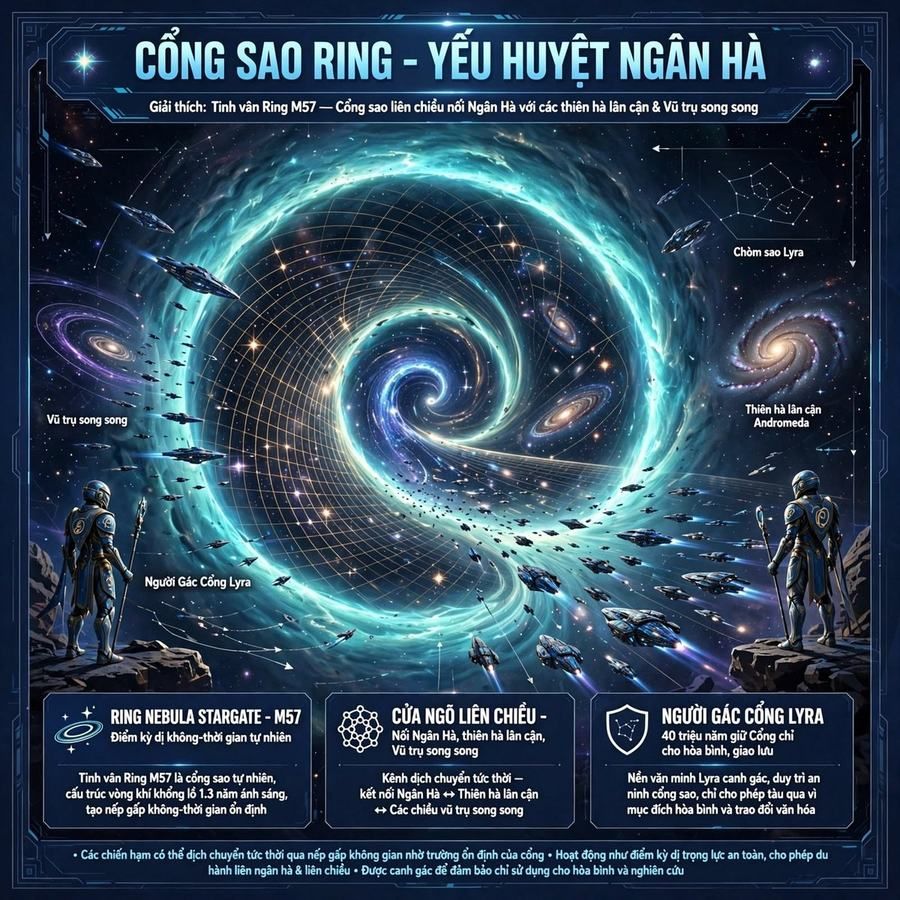 CỔNG SAO RING - YẾU HUYỆT NGÂN HÀ
Giải thích: Tinh vân Ring M57 — Cổng sao liên chiều nối Ngân Hà với các thiên hà lân cận & Vũ trụ song song
Chòm sao Lyra
Vũ trụ song song
Thiên hà lân cận
Andromeda
Người Gác Cổng Lyra
RING NEBULA STARGATE - M57
Điểm kỳ dị không-thời gian tự nhiên
Tinh vân Ring M57 là cổng sao tự nhiên,
cấu trúc vòng khí khổng lồ 1.3 năm ánh sáng,
tạo nếp gấp không-thời gian ổn định
CỬA NGÕ LIÊN CHIỀU -
Nối Ngân Hà, thiên hà lân cận,
Vũ trụ song song
Kênh dịch chuyển tức thời —
kết nối Ngân Hà ↔ Thiên hà lân cận
↔ Các chiều vũ trụ song song
NGƯỜI GÁC CỔNG LYRA
40 triệu năm giữ Cổng chỉ
cho hòa bình, giao lưu
Nền văn minh Lyra canh gác, duy trì an
ninh cổng sao, chỉ cho phép tàu qua vì
mục đích hòa bình và trao đổi văn hóa
• Các chiến hạm có thể dịch chuyển tức thời qua nếp gấp không gian nhờ trường ổn định của cổng • Hoạt động như điểm kỳ dị trọng lực an toàn, cho phép du
hành liên ngân hà & liên chiều • Được canh gác để đảm bảo chỉ sử dụng cho hòa bình và nghiên cứu